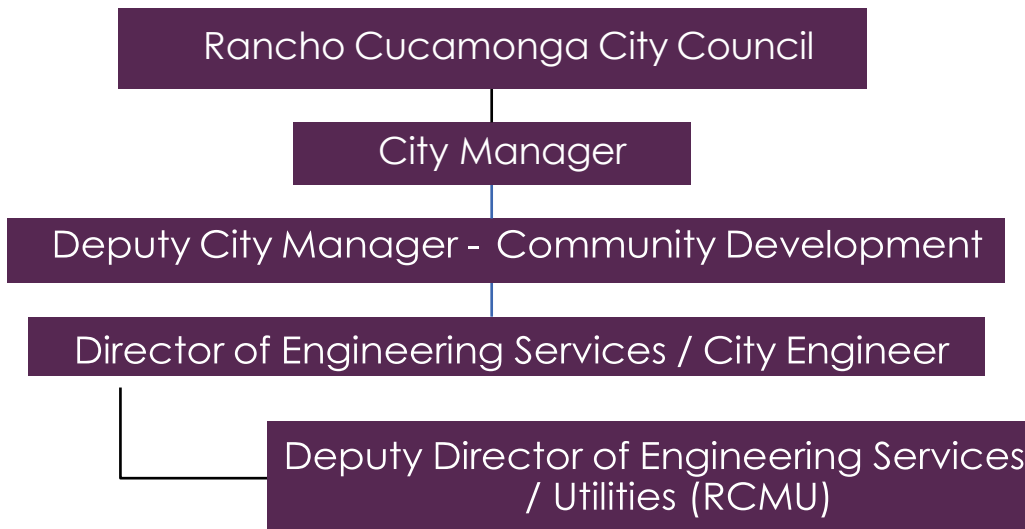 Rancho Cucamonga City Council
City Manager
Deputy City Manager - Community Development
Director of Engineering Services / City Engineer
Deputy Director of Engineering Services
/ Utilities (RCMU)